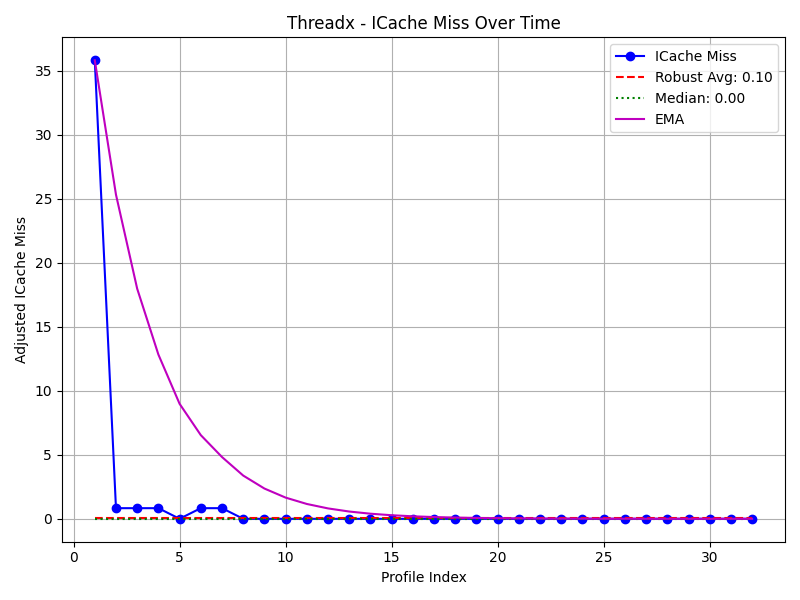 Threadx - ICache Miss Over Time
ICache Miss
Robust Avg: 0.10
Median: 0.00
EMA
Adjusted ICache Miss
35
30
25
20
15
10
5
0
0 5 10 15 20 25 30
Profile Index